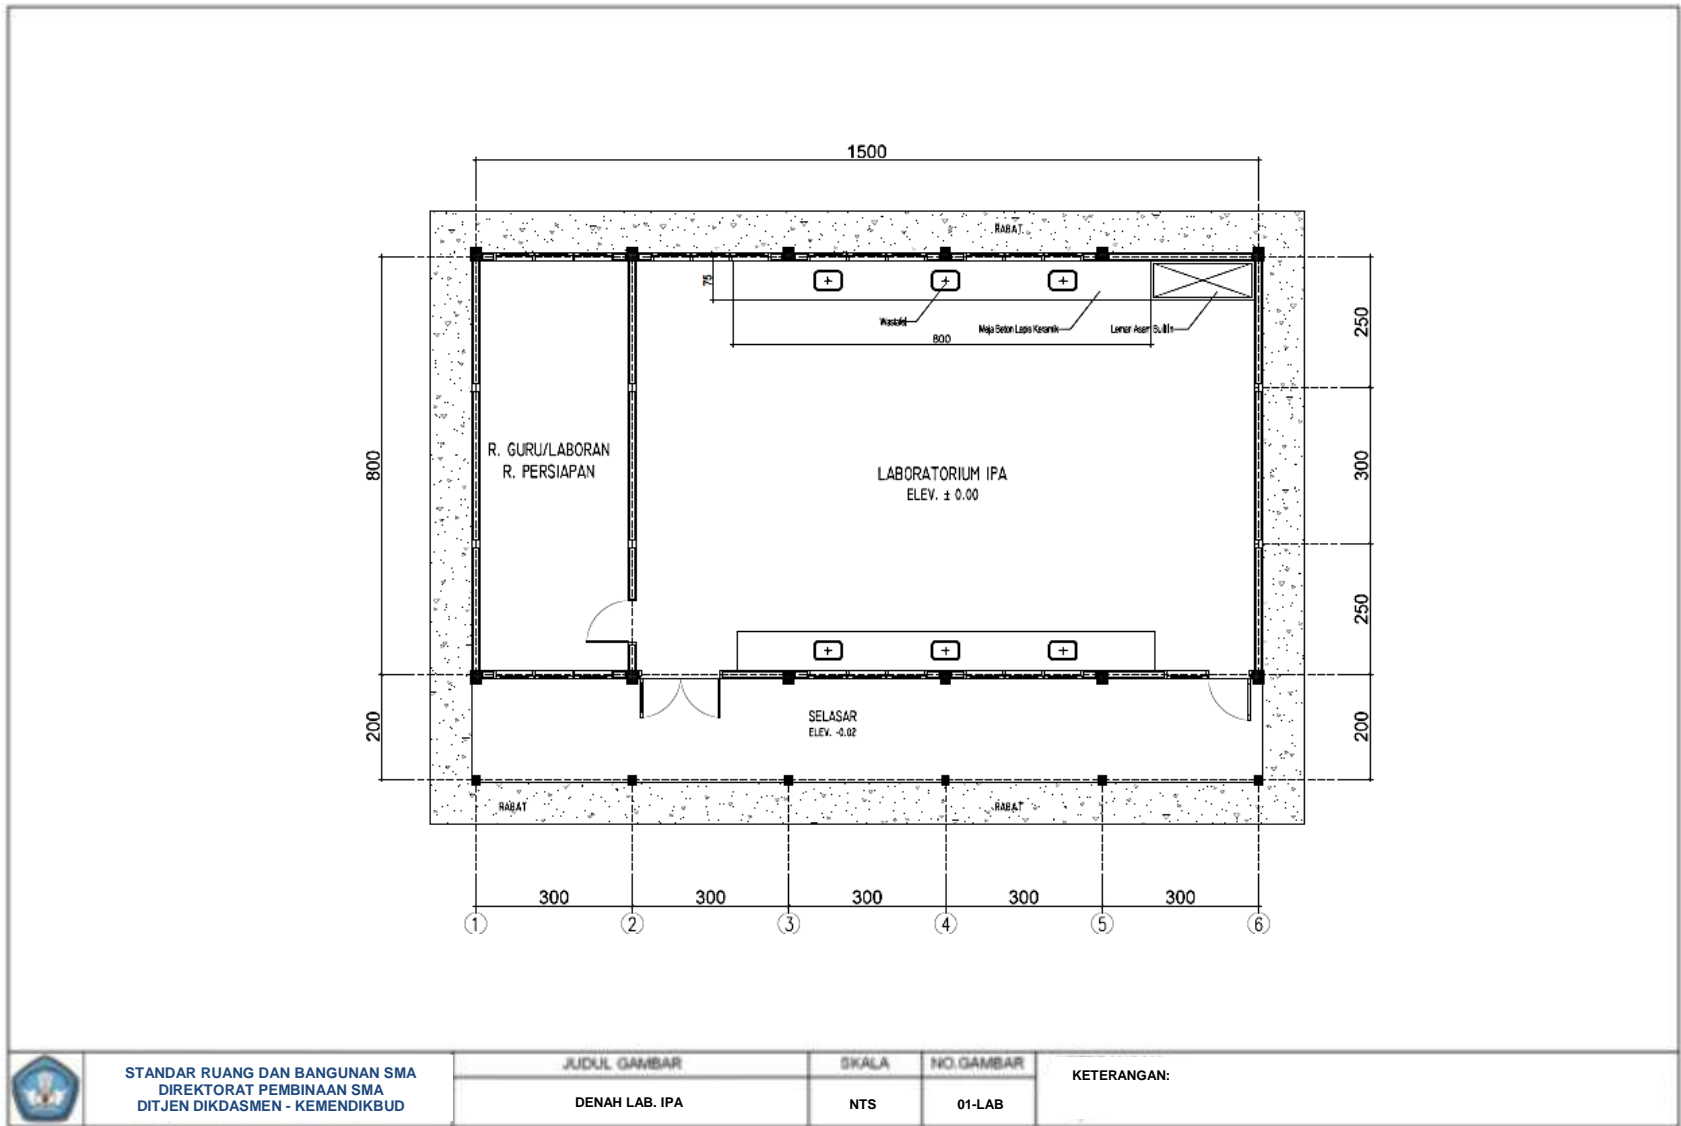 1500
RABAT
75
Wastafel
Meja Beton Lapis Keramik
Lemari Asam Builtin
800
250
800
R. GURU/LABORAN
R. PERSIAPAN
LABORATORIUM IPA
ELEV. ± 0.00
300
250
200
SELASAR
ELEV. -0.02
200
RABAT
RABAT
300
300
300
300
300
1
2
3
4
5
6
STANDAR RUANG DAN BANGUNAN SMA
DIREKTORAT PEMBINAAN SMA
DITJEN DIKDASMEN - KEMENDIKBUD
JUDUL GAMBAR
SKALA
NO.GAMBAR
KETERANGAN:
DENAH LAB. IPA
NTS
01-LAB